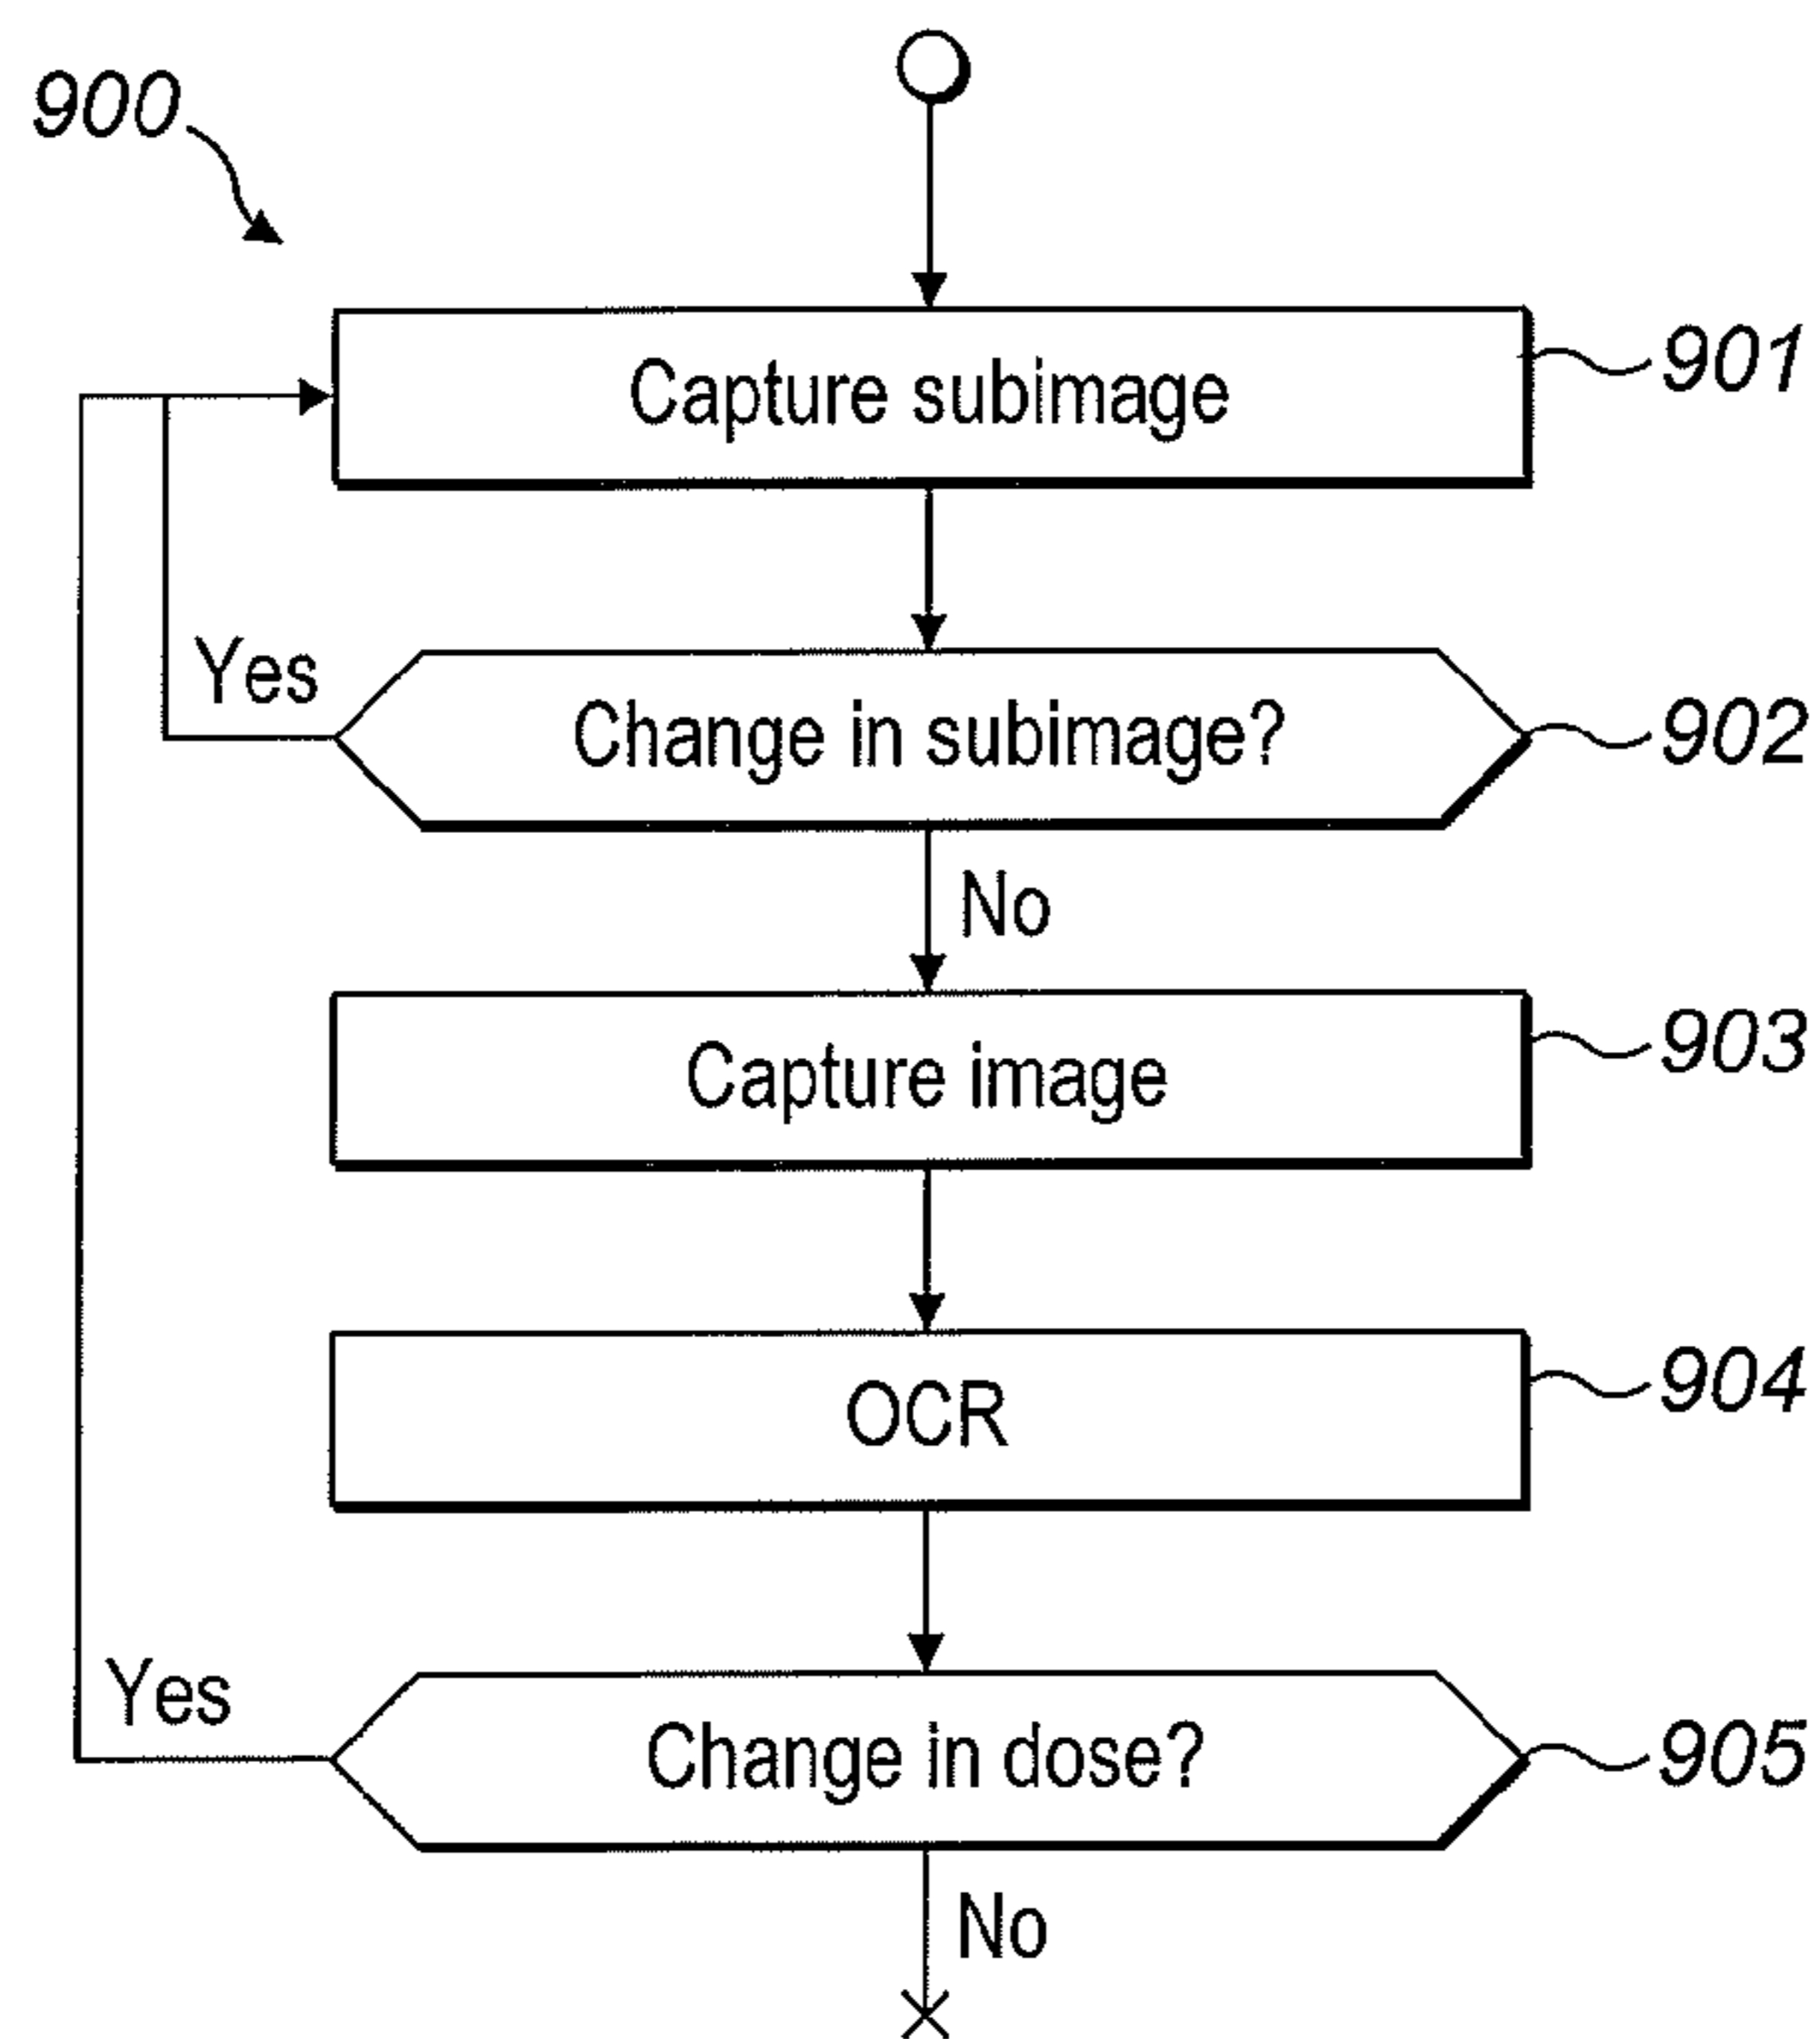 900
Capture subimage
901
Yes
Change in subimage?
902
No
Capture image
903
OCR
904
Yes
Change in dose?
905
No